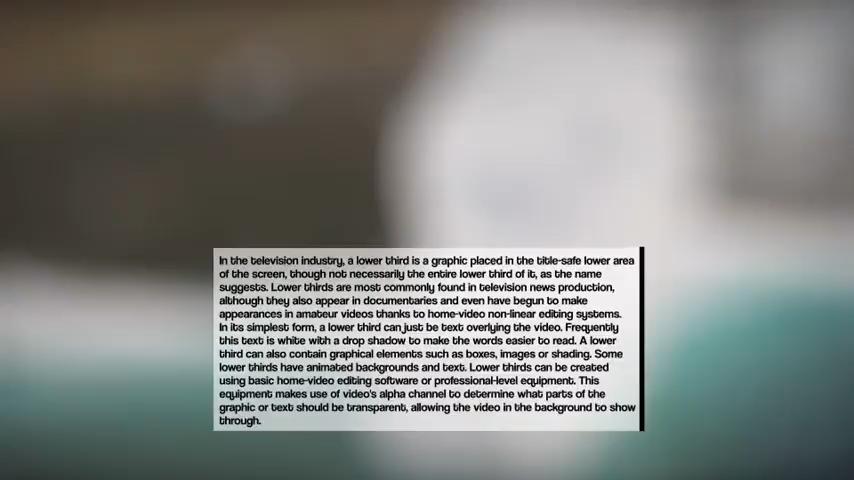 In the television industry, a lower third is a graphic placed in the title-safe lower area
of the screen, though not necessarily the entire lower third of it, as the name
suggests. Lower thirds are most commonly found in television news production,
although they also appear in documentaries and even have begun to make
appearances in amateur videos thanks to home-video non-linear editing systems.
In its simplest form, a lower third can just be text overlying the video. Frequently
this text is white with a drop shadow to make the words easier to read. A lower
third can also contain graphical elements such as boxes, images or shading. Some
lower thirds have animated backgrounds and text. Lower thirds can be created
using basic home-video editing software or professional-level equipment. This
equipment makes use of video's alpha channel to determine what parts of the
graphic or text should be transparent, allowing the video in the background to show
through.